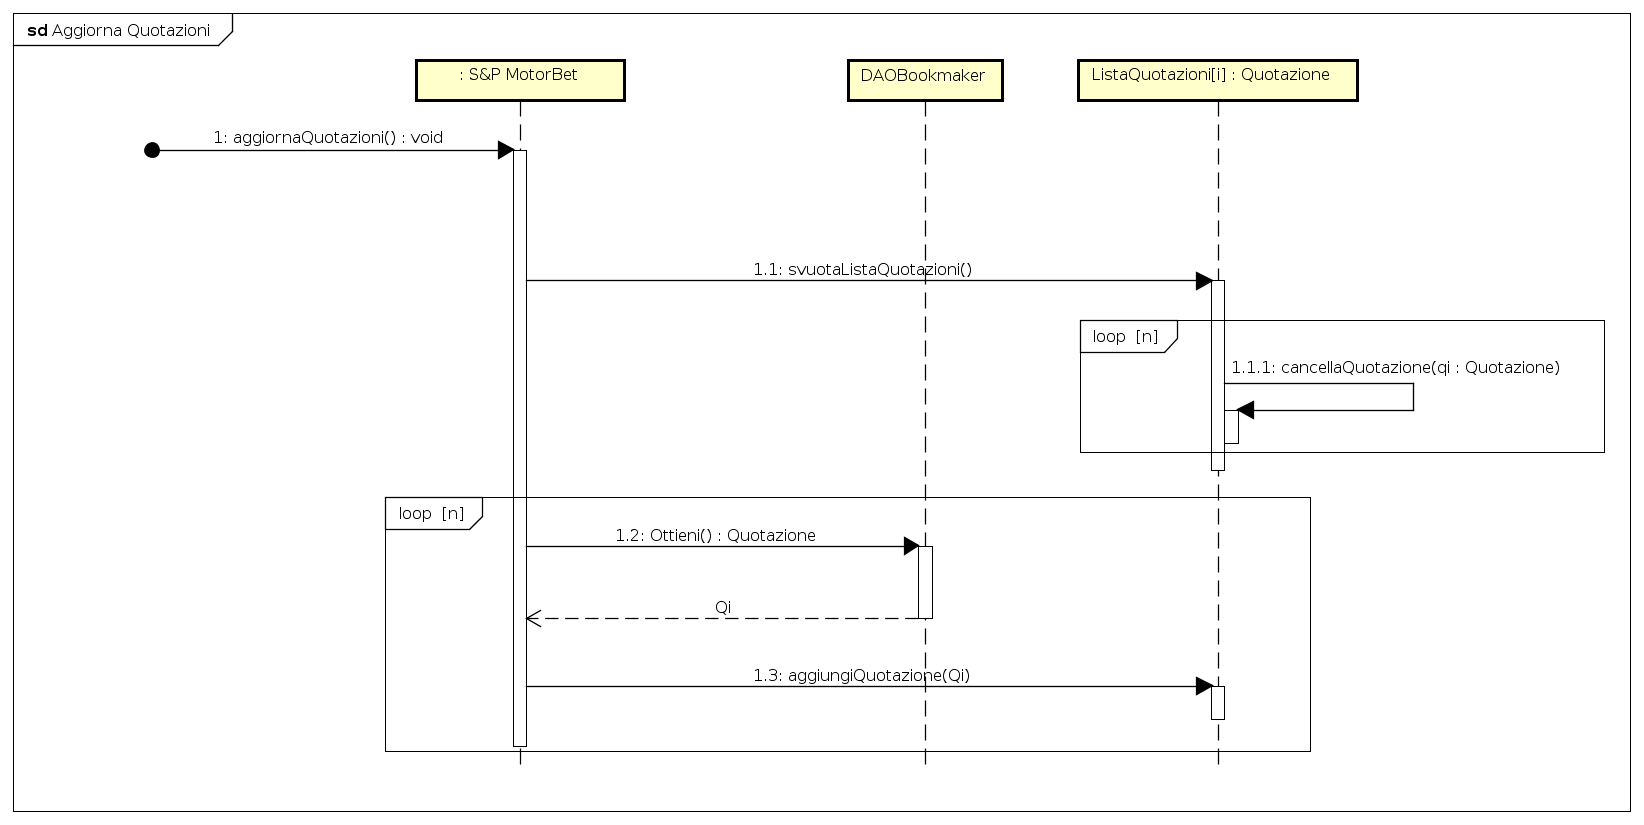 sd Aggiorna Quotazioni
: S&P MotorBet
DAOBookmaker
ListaQuotazioni[i] : Quotazione
1: aggiornaQuotazioni() : void
1.1: svuotaListaQuotazioni()
loop [n]
1.1.1: cancellaQuotazione(qi : Quotazione)
loop [n]
1.2: Ottieni() : Quotazione
Qi
1.3: aggiungiQuotazione(Qi)